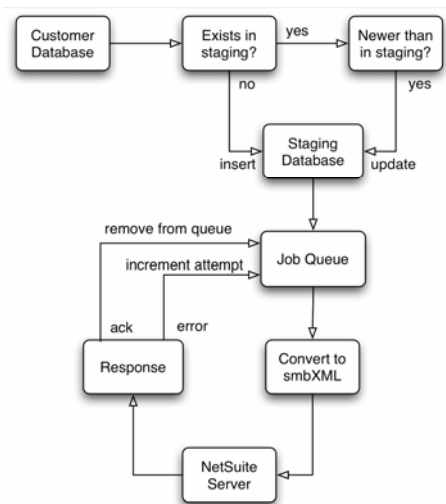 Customer
Database
Exists in
staging?
yes
Newer than
in staging?
no
yes
insert
Staging
Database
update
remove from queue
increment attempt
Job Queue
ack
error
Response
Convert to
smbXML
NetSuite
Server